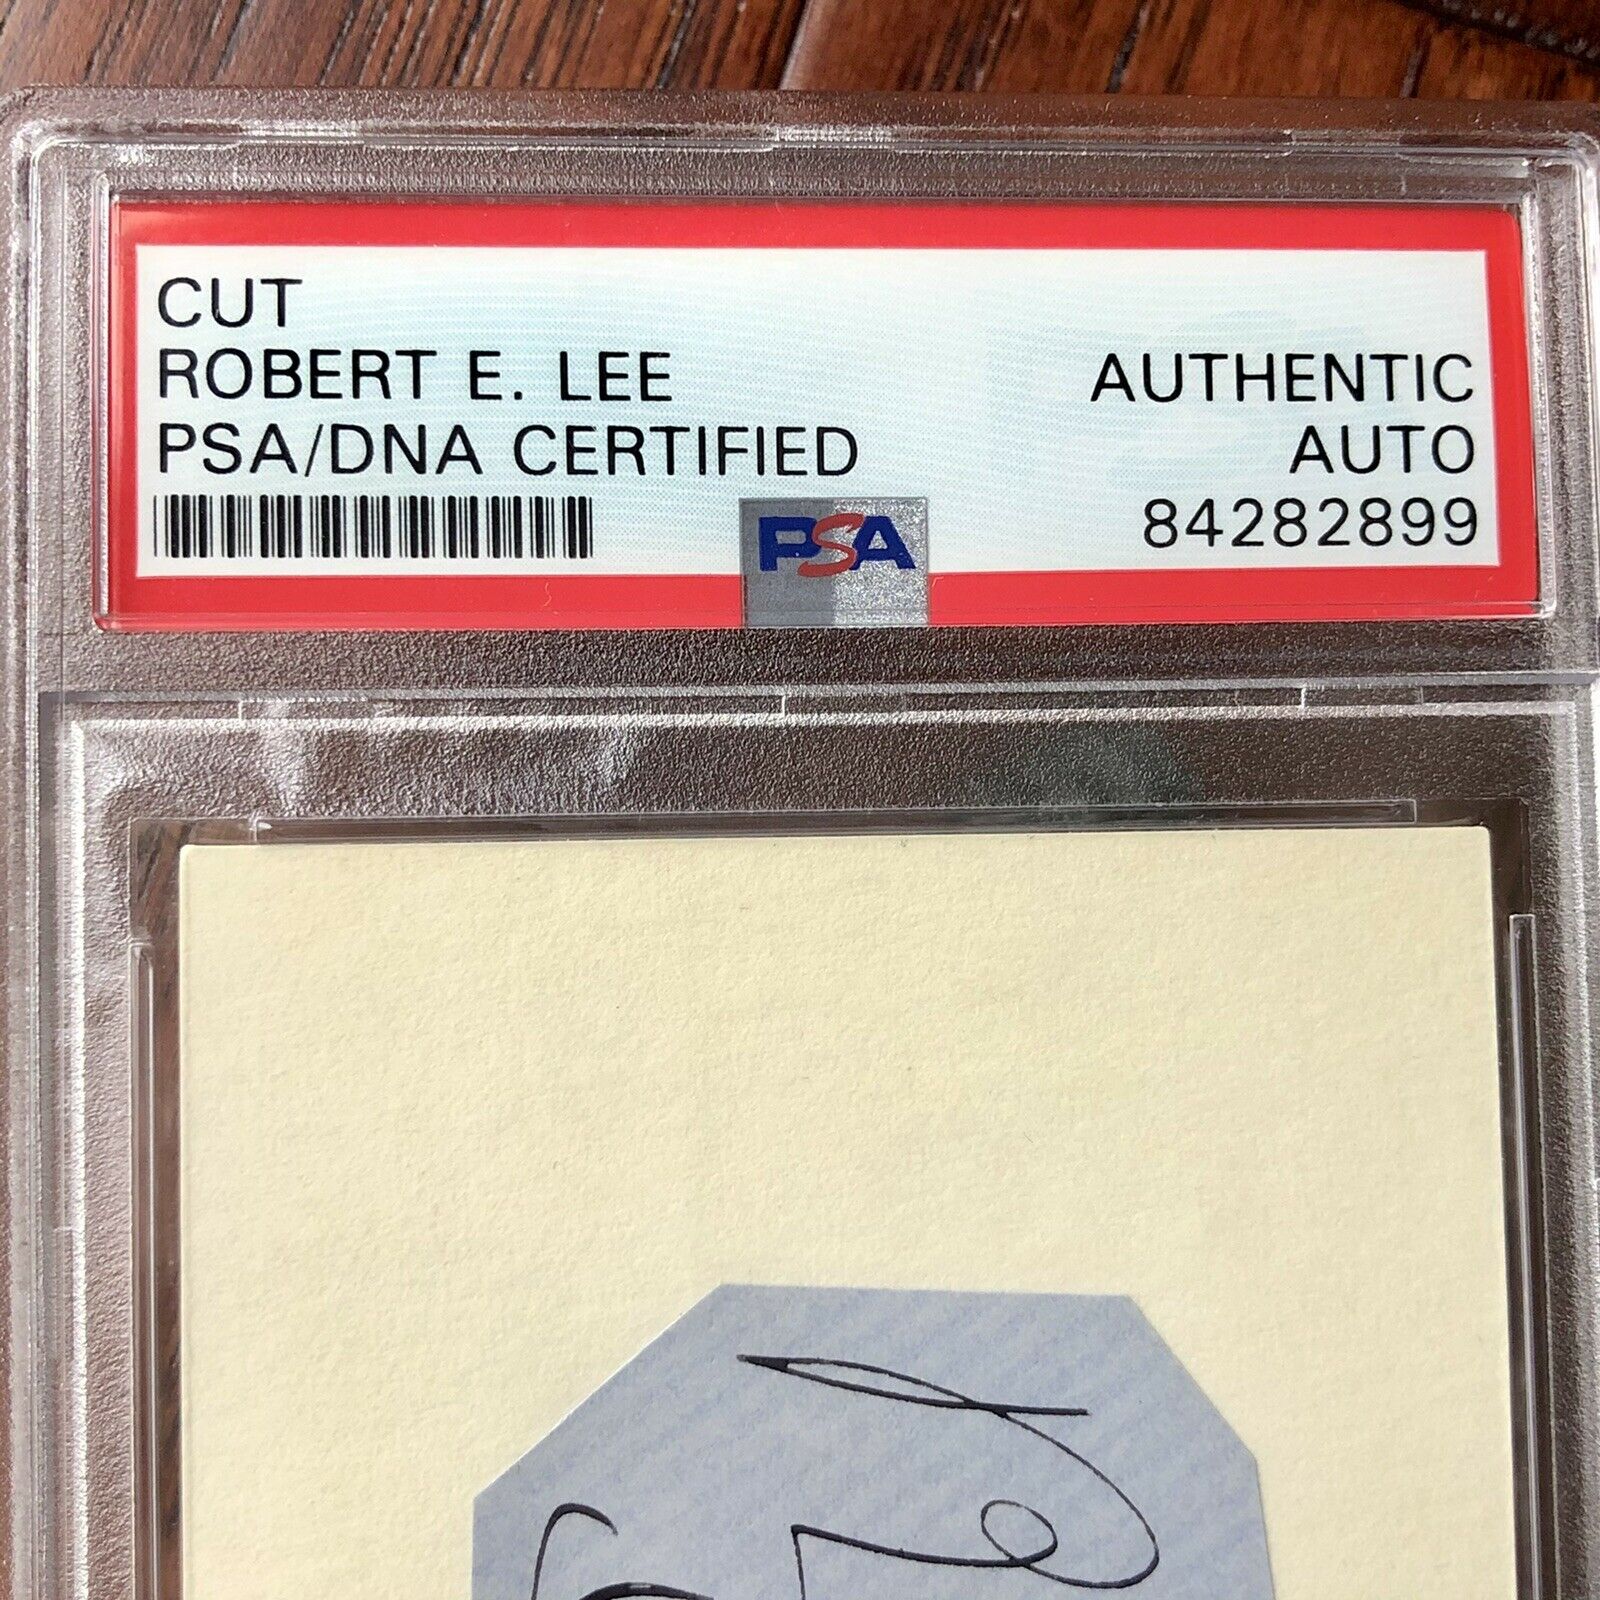 CUT
ROBERT E. LEE
PSA/DNA CERTIFIED
AUTHENTIC
AUTO
84282899
PSA